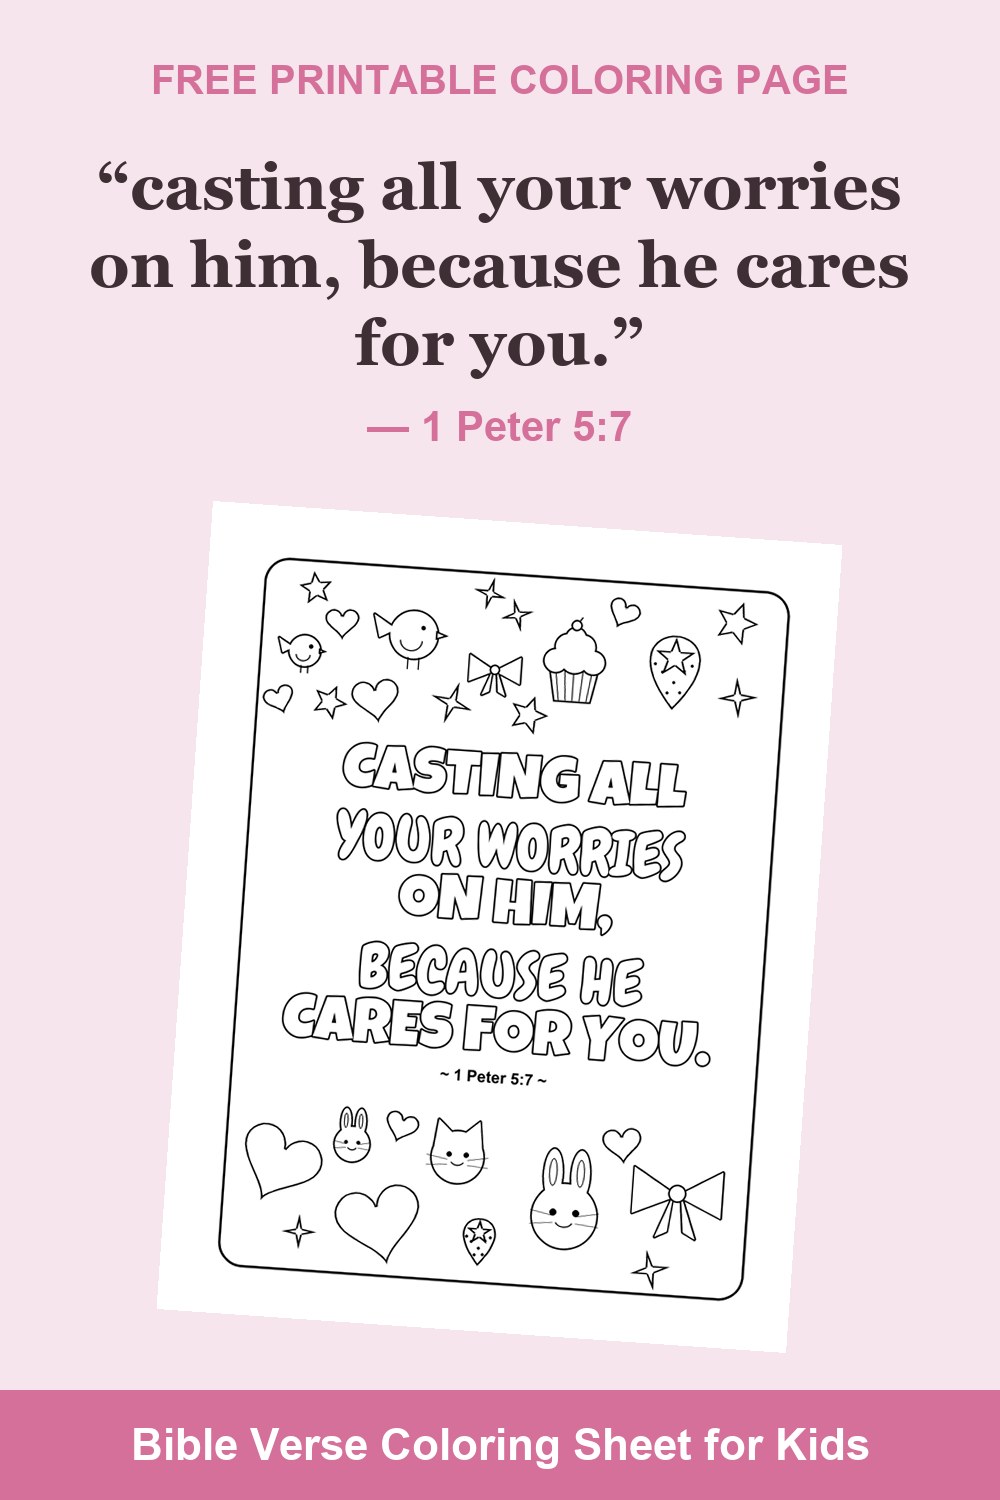 FREE PRINTABLE COLORING PAGE
“casting all your worries
on him, because he cares
for you.”
— 1 Peter 5:7
CASTING ALL
YOUR WORRIES
ON HIM,
BECAUSE HE
CARES FOR YOU.
~ 1 Peter 5:7 ~
Bible Verse Coloring Sheet for Kids